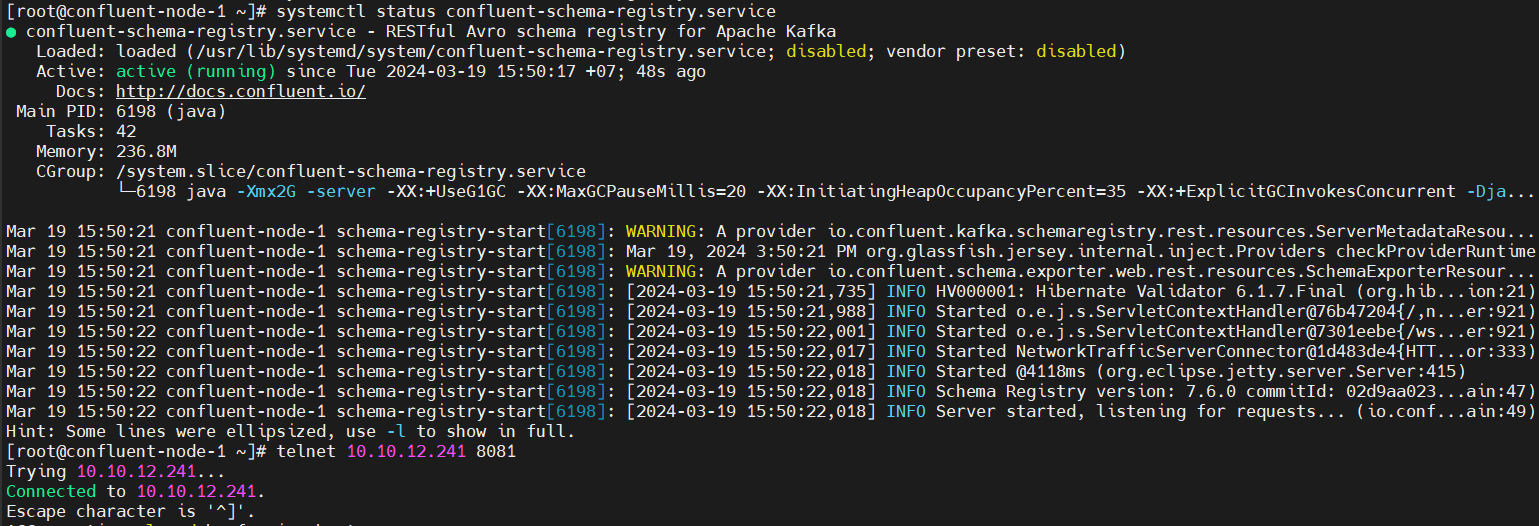 [root@confluent-node-1 ~]# systemctl status confluent-schema-registry.service
● confluent-schema-registry.service - RESTful Avro schema registry for Apache Kafka
   Loaded: loaded (/usr/lib/systemd/system/confluent-schema-registry.service; disabled; vendor preset: disabled)
   Active: active (running) since Tue 2024-03-19 15:50:17 +07; 48s ago
     Docs: http://docs.confluent.io/
 Main PID: 6198 (java)
    Tasks: 42
   Memory: 236.8M
   CGroup: /system.slice/confluent-schema-registry.service
           └─6198 java -Xmx2G -server -XX:+UseG1GC -XX:MaxGCPauseMillis=20 -XX:InitiatingHeapOccupancyPercent=35 -XX:+ExplicitGCInvokesConcurrent -Dja...
Mar 19 15:50:21 confluent-node-1 schema-registry-start[6198]: WARNING: A provider io.confluent.kafka.schemaregistry.rest.resources.ServerMetadataResou...
Mar 19 15:50:21 confluent-node-1 schema-registry-start[6198]: Mar 19, 2024 3:50:21 PM org.glassfish.jersey.internal.inject.Providers checkProviderRuntime
Mar 19 15:50:21 confluent-node-1 schema-registry-start[6198]: WARNING: A provider io.confluent.schema.exporter.web.rest.resources.SchemaExporterResour...
Mar 19 15:50:21 confluent-node-1 schema-registry-start[6198]: [2024-03-19 15:50:21,735] INFO HV000001: Hibernate Validator 6.1.7.Final (org.hib...ion:21)
Mar 19 15:50:21 confluent-node-1 schema-registry-start[6198]: [2024-03-19 15:50:21,988] INFO Started o.e.j.s.ServletContextHandler@76b47204{/,n...er:921)
Mar 19 15:50:22 confluent-node-1 schema-registry-start[6198]: [2024-03-19 15:50:22,001] INFO Started o.e.j.s.ServletContextHandler@7301eebe{/ws...er:921)
Mar 19 15:50:22 confluent-node-1 schema-registry-start[6198]: [2024-03-19 15:50:22,017] INFO Started NetworkTrafficServerConnector@1d483de4{HTT...or:333)
Mar 19 15:50:22 confluent-node-1 schema-registry-start[6198]: [2024-03-19 15:50:22,018] INFO Started @4118ms (org.eclipse.jetty.server.Server:415)
Mar 19 15:50:22 confluent-node-1 schema-registry-start[6198]: [2024-03-19 15:50:22,018] INFO Schema Registry version: 7.6.0 commitId: 02d9aa023...ain:47)
Mar 19 15:50:22 confluent-node-1 schema-registry-start[6198]: [2024-03-19 15:50:22,018] INFO Server started, listening for requests... (io.conf...ain:49)
Hint: Some lines were ellipsized, use -l to show in full.
[root@confluent-node-1 ~]# telnet 10.10.12.241 8081
Trying 10.10.12.241...
Connected to 10.10.12.241.
Escape character is '^]'.